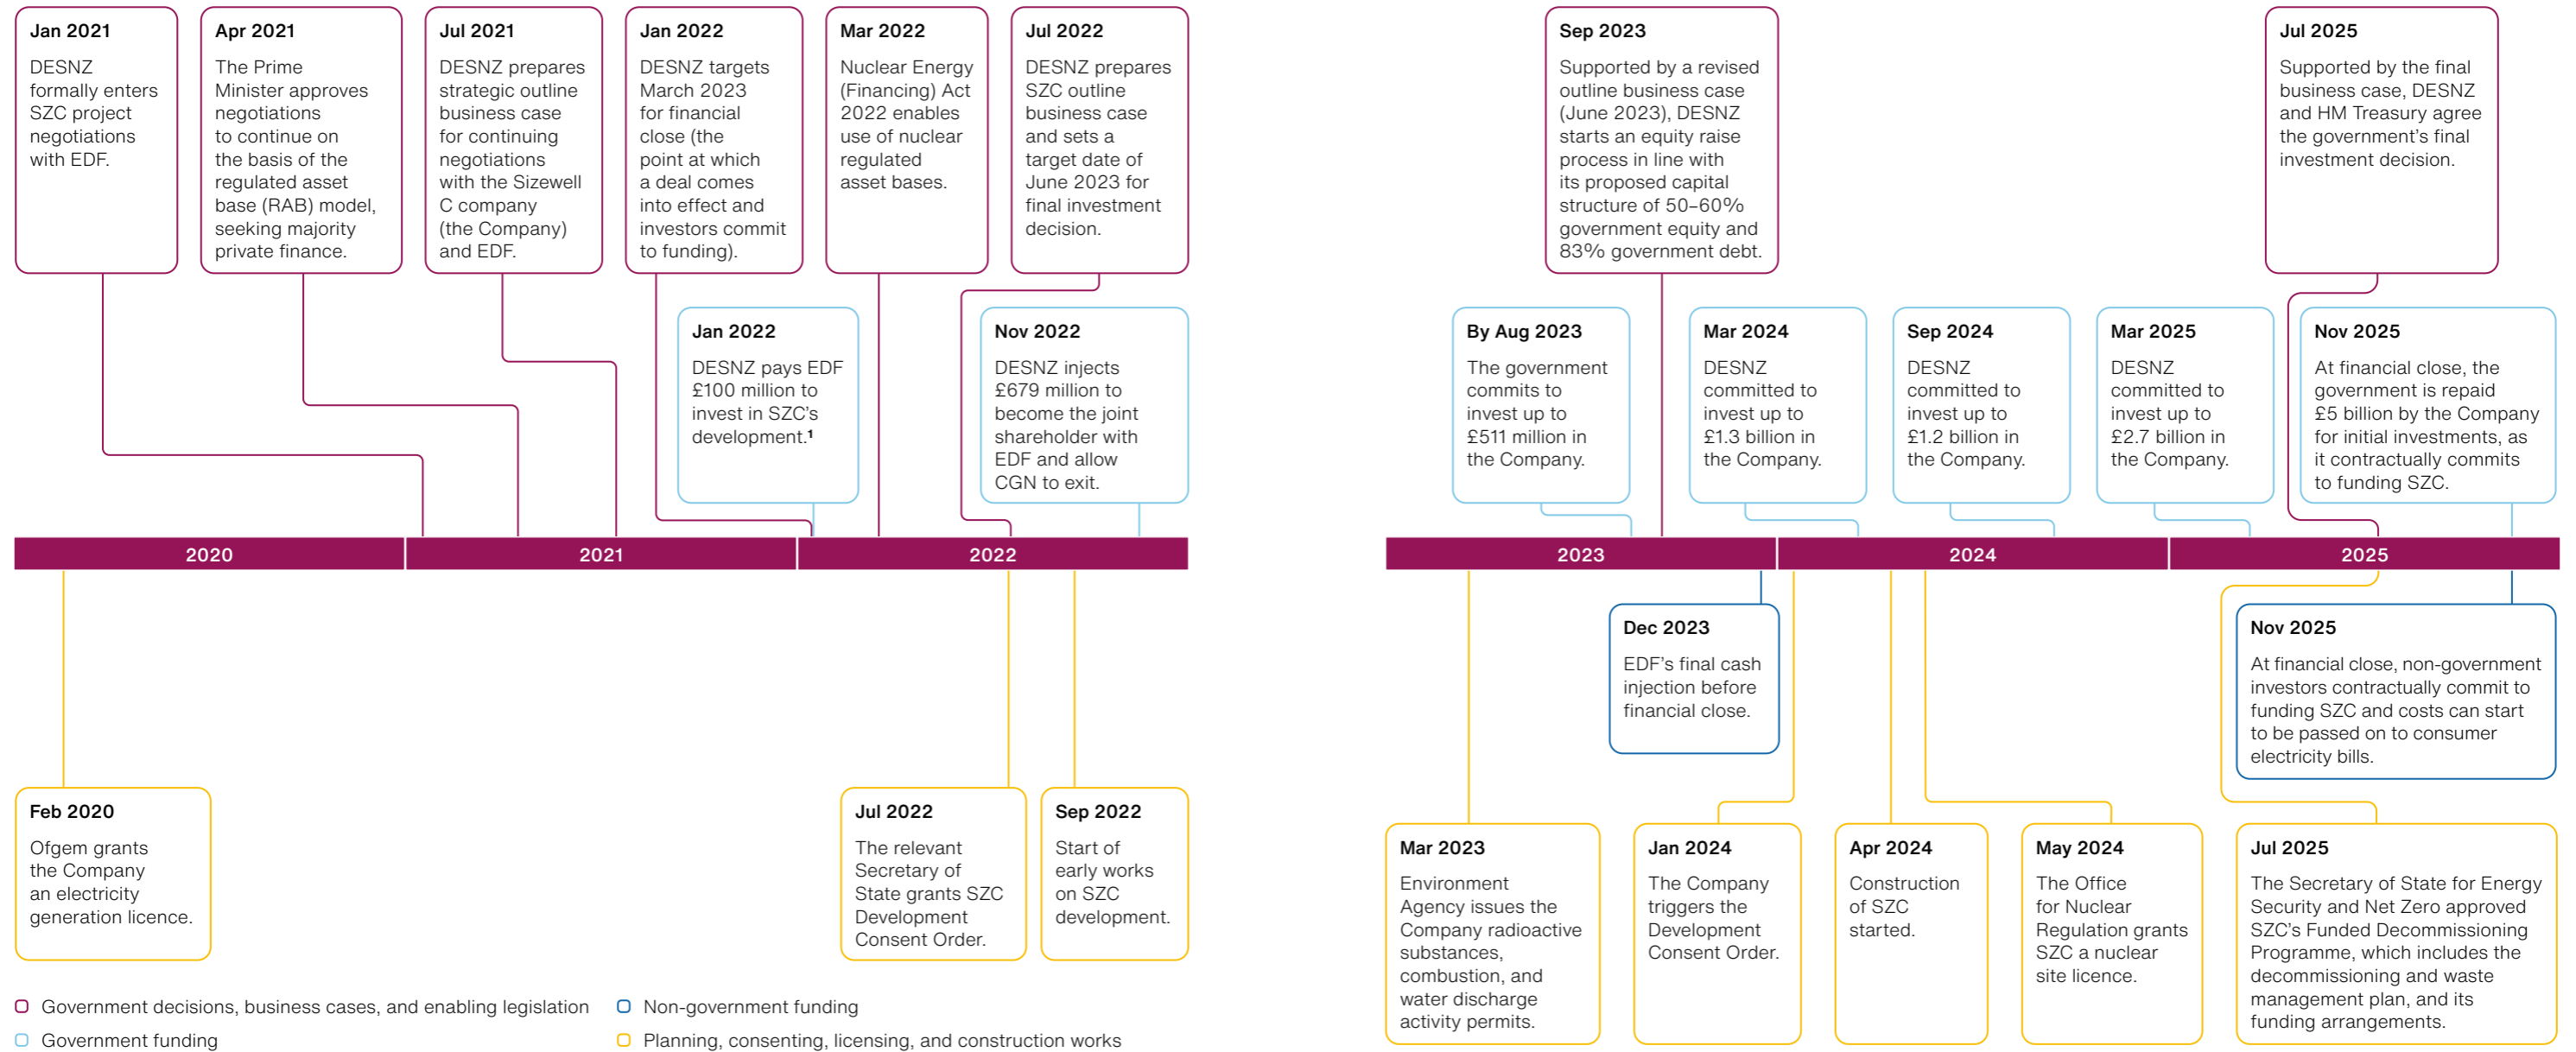 Jan 2021
DESNZ
formally enters
SZC project
negotiations
with EDF.
Apr 2021
The Prime
Minister approves
negotiations
to continue on
the basis of the
regulated asset
base (RAB) model,
seeking majority
private finance.
Jul 2021
DESNZ prepares
strategic outline
business case
for continuing
negotiations
with the Sizewell
C company
(the Company)
and EDF.
Jan 2022
DESNZ targets
March 2023
for financial
close (the
point at which
a deal comes
into effect and
investors commit
to funding).
Mar 2022
Nuclear Energy
(Financing) Act
2022 enables
use of nuclear
regulated
asset bases.
Jul 2022
DESNZ prepares
SZC outline
business case
and sets a
target date of
June 2023 for
final investment
decision.
Sep 2023
Supported by a revised
outline business case
(June 2023), DESNZ
starts an equity raise
process in line with
its proposed capital
structure of 50–60%
government equity and
83% government debt.
Jul 2025
Supported by the final
business case, DESNZ
and HM Treasury agree
the government's final
investment decision.
Jan 2022
DESNZ pays EDF
£100 million to
invest in SZC's
development.1
Nov 2022
DESNZ injects
£679 million to
become the joint
shareholder with
EDF and allow
CGN to exit.
By Aug 2023
The government
commits to
invest up to
£511 million in
the Company.
Mar 2024
DESNZ
committed to
invest up to
£1.3 billion in
the Company.
Sep 2024
DESNZ
committed to
invest up to
£1.2 billion in
the Company.
Mar 2025
DESNZ
committed to
invest up to
£2.7 billion in
the Company.
Nov 2025
At financial close, the
government is repaid
£5 billion by the Company
for initial investments, as
it contractually commits
to funding SZC.
2020
2021
2022
2023
2024
2025
Dec 2023
EDF's final cash
injection before
financial close.
Nov 2025
At financial close, non-government
investors contractually commit to
funding SZC and costs can start
to be passed on to consumer
electricity bills.
Feb 2020
Ofgem grants
the Company
an electricity
generation licence.
Jul 2022
The relevant
Secretary of
State grants SZC
Development
Consent Order.
Sep 2022
Start of
early works
on SZC
development.
Mar 2023
Environment
Agency issues the
Company radioactive
substances,
combustion, and
water discharge
activity permits.
Jan 2024
The Company
triggers the
Development
Consent Order.
Apr 2024
Construction
of SZC
started.
May 2024
The Office
for Nuclear
Regulation grants
SZC a nuclear
site licence.
Jul 2025
The Secretary of State for Energy
Security and Net Zero approved
SZC's Funded Decommissioning
Programme, which includes the
decommissioning and waste
management plan, and its
funding arrangements.
Government decisions, business cases, and enabling legislation
Non-government funding
Government funding
Planning, consenting, licensing, and construction works